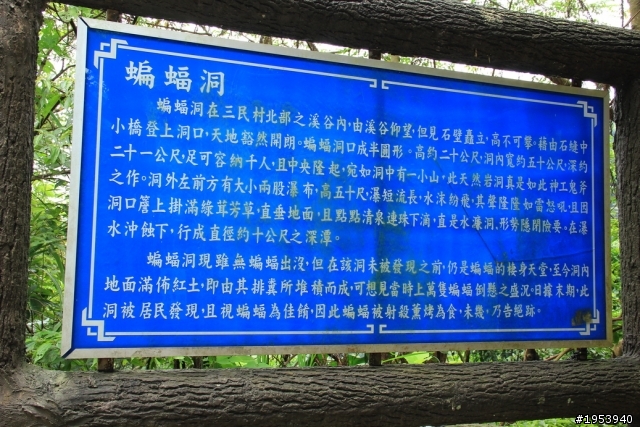 蝙蝠洞
蝙蝠洞在三民村北部之溪谷內，由溪谷仰望，但見石壁矗立，高不可攀。藉由石縫中
小橋登上洞口，天地豁然開朗。蝙蝠洞口成半圓形。高約二十公尺，洞內寬約五十公尺，深約
二十一公尺，足可容納千人，且中央隆起，宛如洞中有一小山，此天然岩洞真是如此神工鬼斧
之作。洞外左前方有大小兩股瀑布，高五十尺，瀑短流長，水沫紛飛，其聲隆隆如雷怒吼，且因
洞口簷上掛滿綠茸芳草，直垂地面，且點點清泉連珠下滴，直是水濂洞，形勢隱閉險要。在瀑
水沖蝕下，行成直徑約十公尺之深潭。
蝙蝠洞現雖無蝙蝠出沒，但在該洞未被發現之前，仍是蝙蝠的棲身天堂，至今洞內
地面滿佈紅土，即由其排糞所堆積而成，可想見當時上萬隻蝙蝠倒懸之盛況，日據末期，此
洞被居民發現，且視蝙蝠為佳餚，因此蝙蝠被射殺薰烤為食，未幾，乃告絕跡。
#1953940